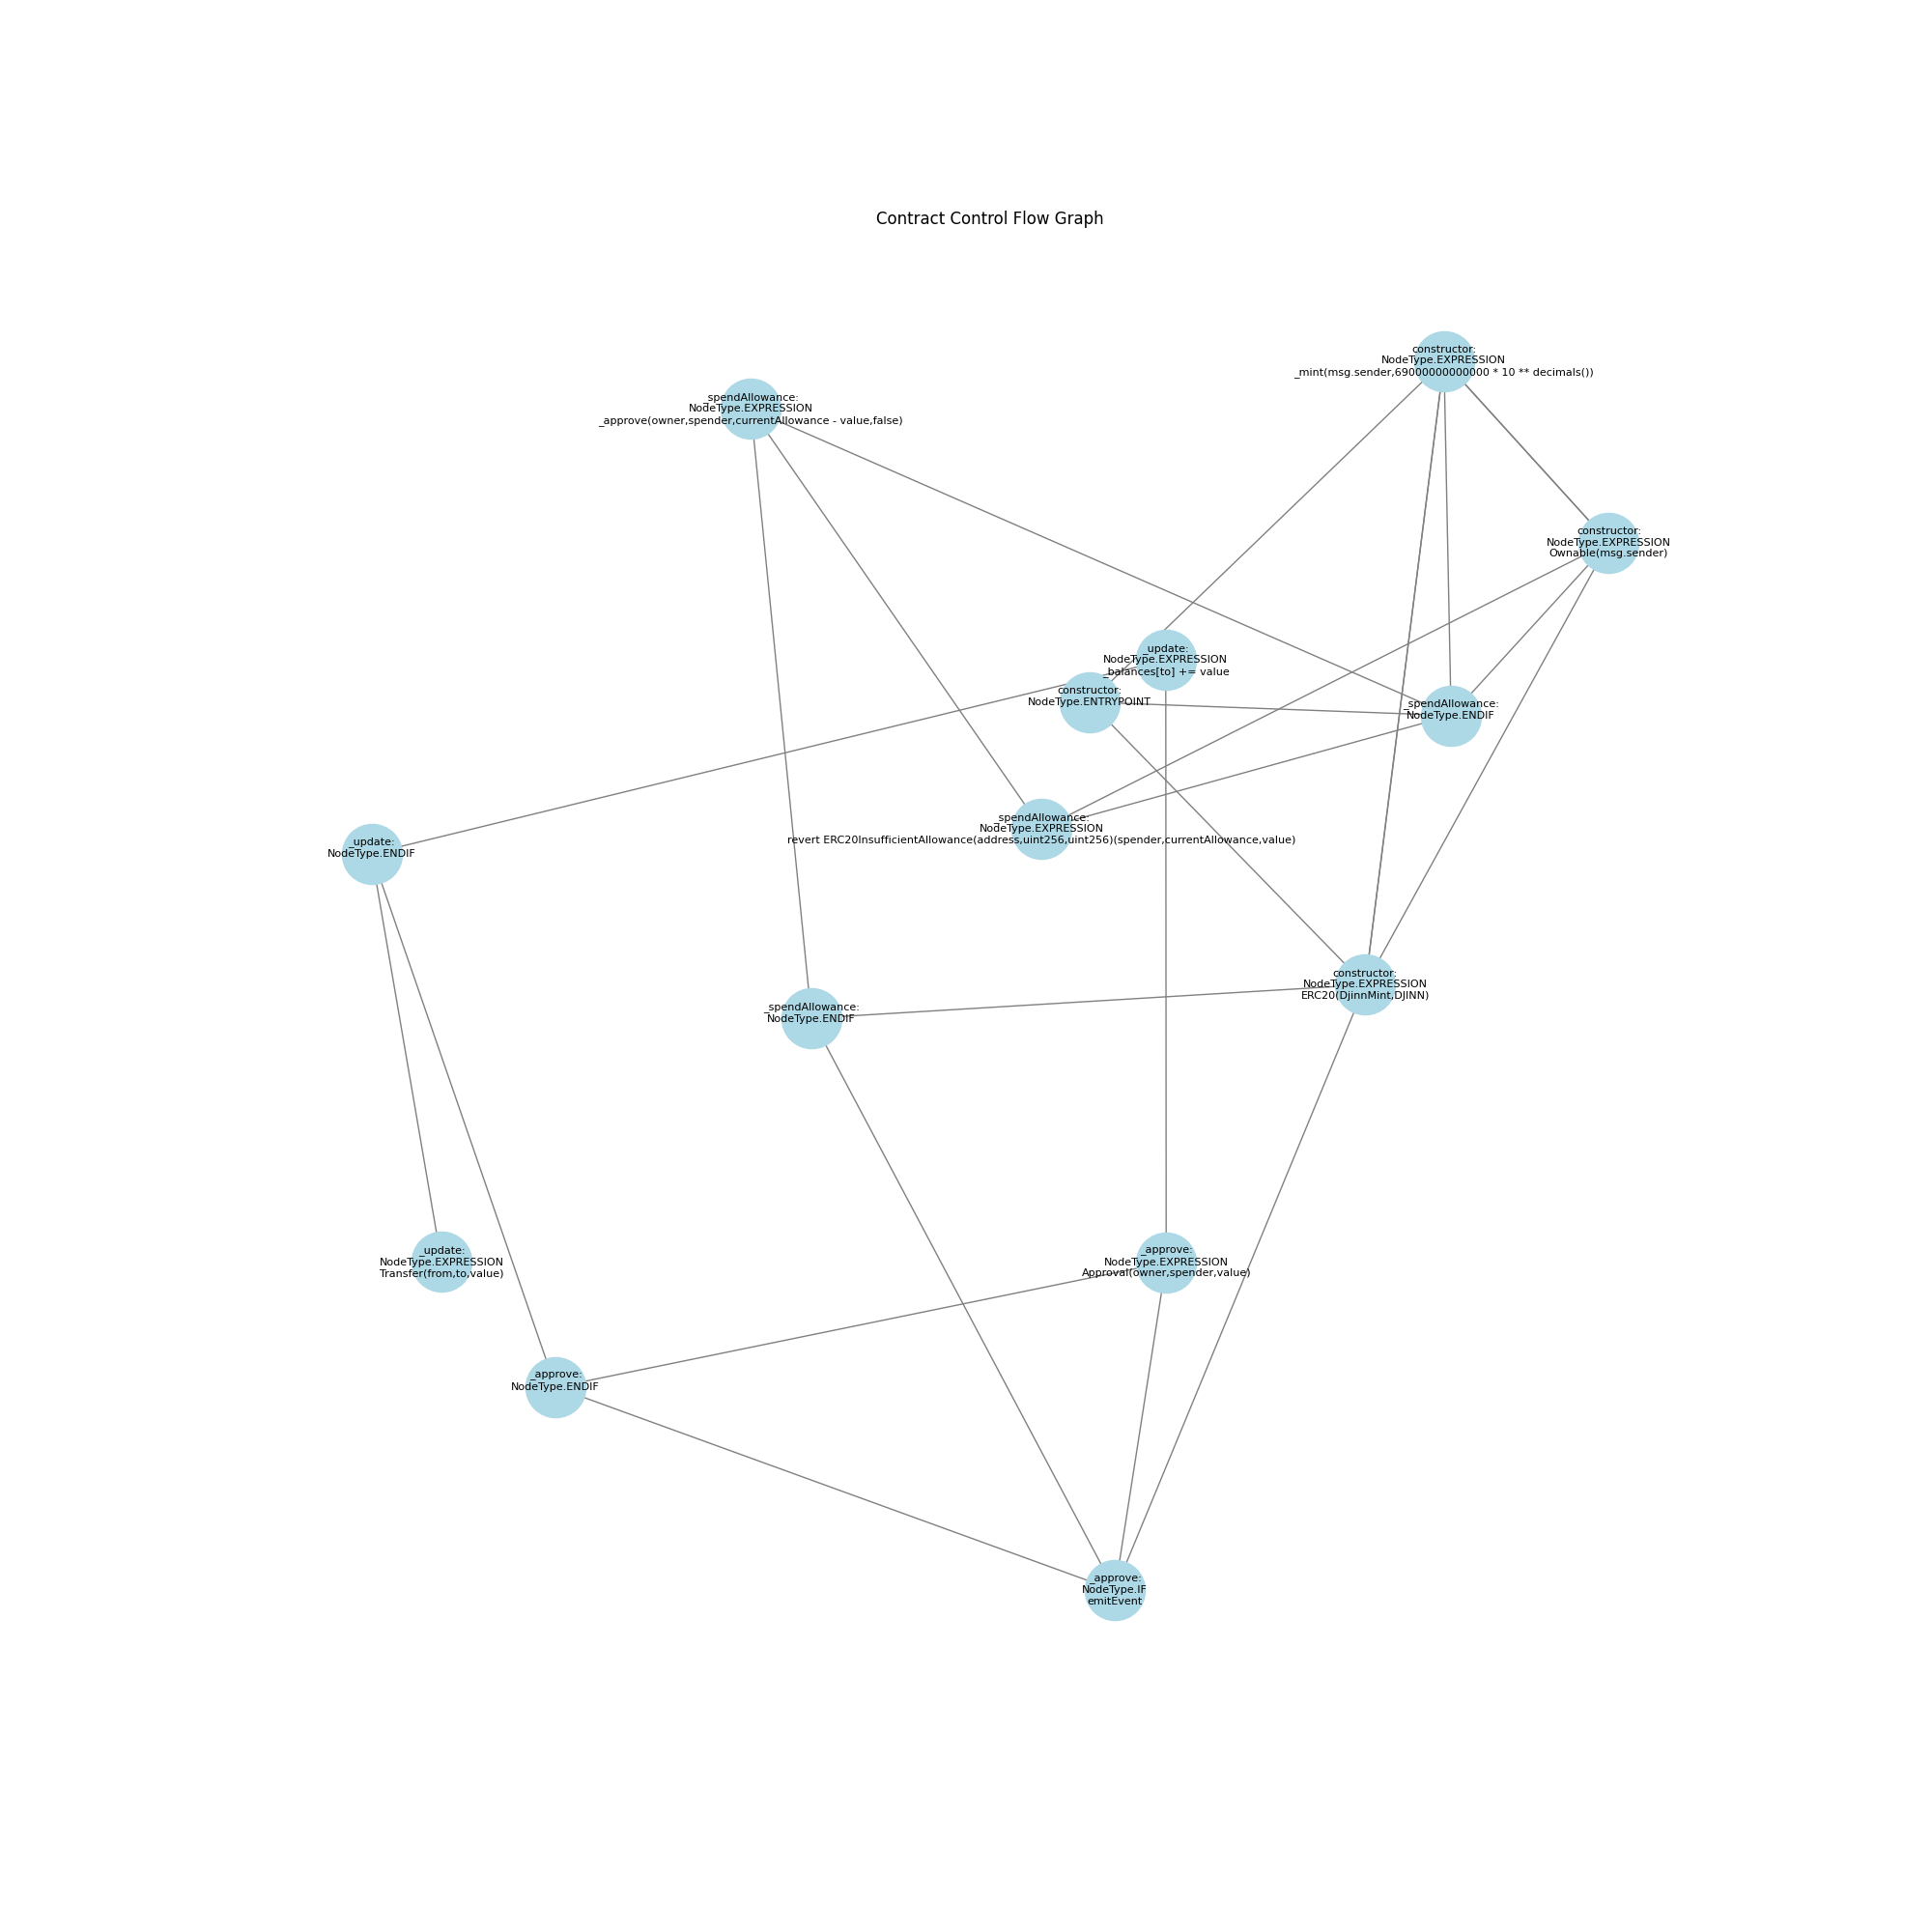 Contract Control Flow Graph
constructor:
NodeType.EXPRESSION
_mint(msg.sender,69000000000000 * 10 ** decimals())
_spendAllowance:
NodeType.EXPRESSION
_approve(owner,spender,currentAllowance - value,false)
constructor:
NodeType.EXPRESSION
Ownable(msg.sender)
_update:
NodeType.EXPRESSION
_balances[to] += value
constructor:
NodeType.ENTRYPOINT
_spendAllowance:
NodeType.ENDIF
_spendAllowance:
NodeType.EXPRESSION
revert ERC20InsufficientAllowance(address,uint256,uint256)(spender,currentAllowance,value)
_update:
NodeType.ENDIF
constructor:
NodeType.EXPRESSION
ERC20(DjinnMint,DJINN)
_spendAllowance:
NodeType.ENDIF
_update:
NodeType.EXPRESSION
Transfer(from,to,value)
_approve:
NodeType.EXPRESSION
Approval(owner,spender,value)
_approve:
NodeType.ENDIF
_approve:
NodeType.IF
emitEvent